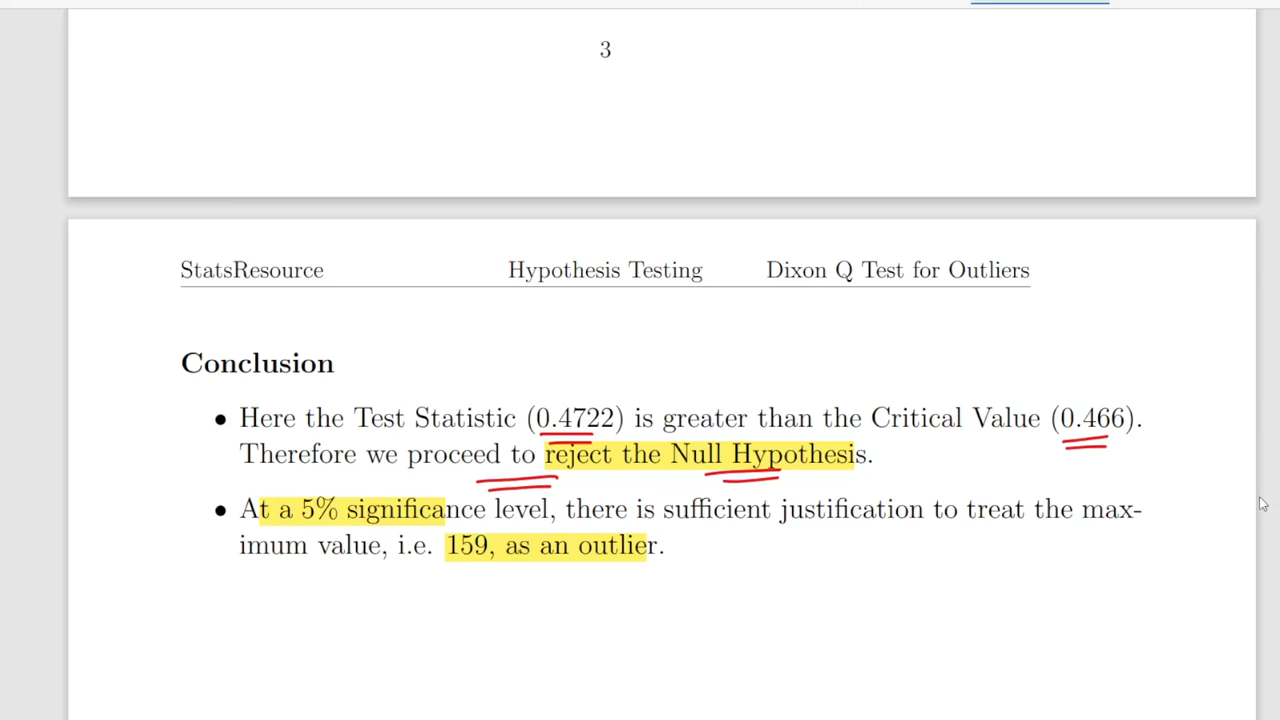 3
StatsResource Hypothesis Testing Dixon Q Test for Outliers
Conclusion
• Here the Test Statistic (0.4722) is greater than the Critical Value (0.466).
Therefore we proceed to reject the Null Hypothesis.
• At a 5% significance level, there is sufficient justification to treat the max-
imum value, i.e. 159, as an outlier.